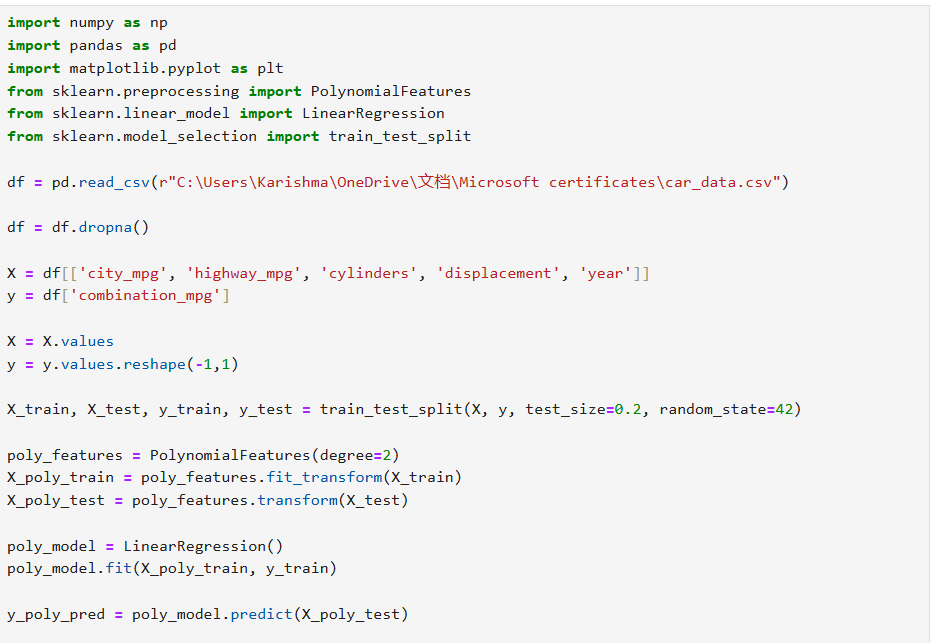 import numpy as np
import pandas as pd
import matplotlib.pyplot as plt
from sklearn.preprocessing import PolynomialFeatures
from sklearn.linear_model import LinearRegression
from sklearn.model_selection import train_test_split
df = pd.read_csv(r"C:\Users\Karishma\OneDrive\文档\Microsoft certificates\car_data.csv")
df = df.dropna()
X = df[['city_mpg', 'highway_mpg', 'cylinders', 'displacement', 'year']]
y = df['combination_mpg']
X = X.values
y = y.values.reshape(-1,1)
X_train, X_test, y_train, y_test = train_test_split(X, y, test_size=0.2, random_state=42)
poly_features = PolynomialFeatures(degree=2)
X_poly_train = poly_features.fit_transform(X_train)
X_poly_test = poly_features.transform(X_test)
poly_model = LinearRegression()
poly_model.fit(X_poly_train, y_train)
y_poly_pred = poly_model.predict(X_poly_test)